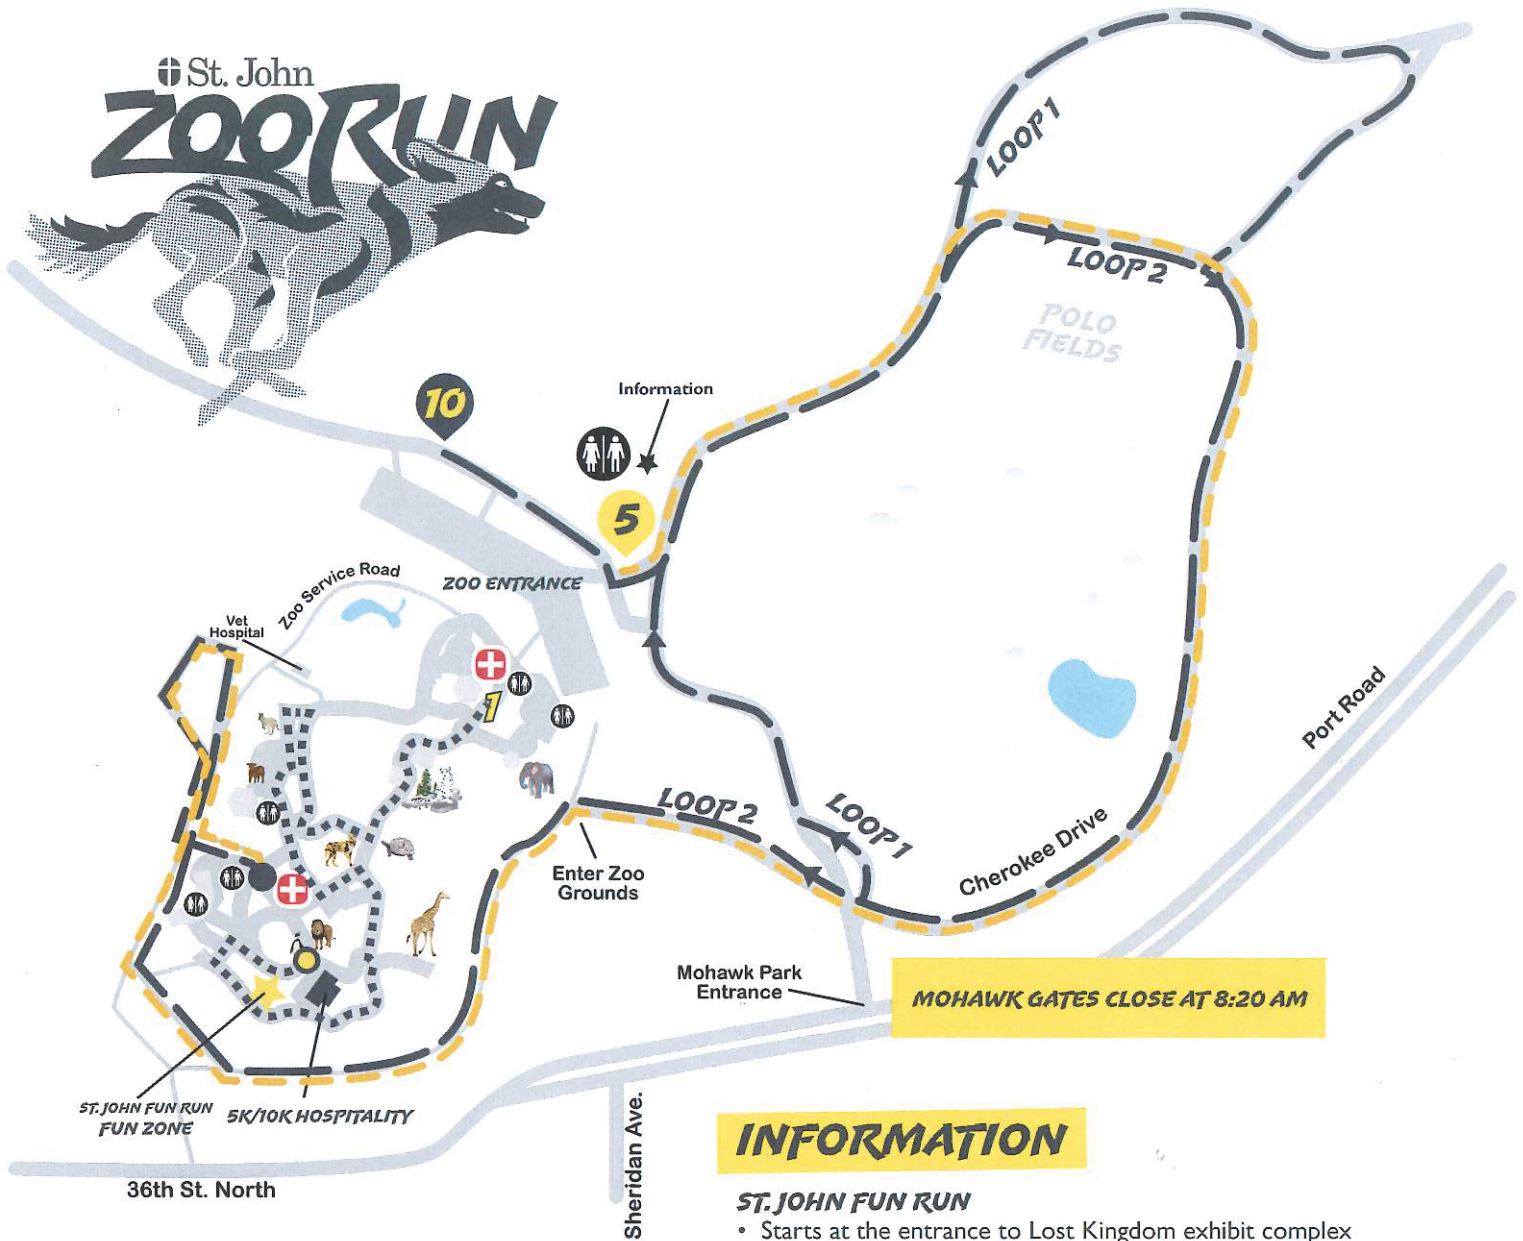 St. John
ZOORUN
LOOP 1
LOOP 2
POLO
FIELDS
10
Information
5
ZOO ENTRANCE
Zoo Service Road
Vet
Hospital
1
Port Road
LOOP 2
LOOP 1
Cherokee Drive
Enter Zoo
Grounds
Mohawk Park
Entrance
MOHAWK GATES CLOSE AT 8:20 AM
ST. JOHN FUN RUN
FUN ZONE
5K/10K HOSPITALITY
36th St. North
Sheridan Ave.
INFORMATION
ST. JOHN FUN RUN
• Starts at the entrance to Lost Kingdom exhibit complex